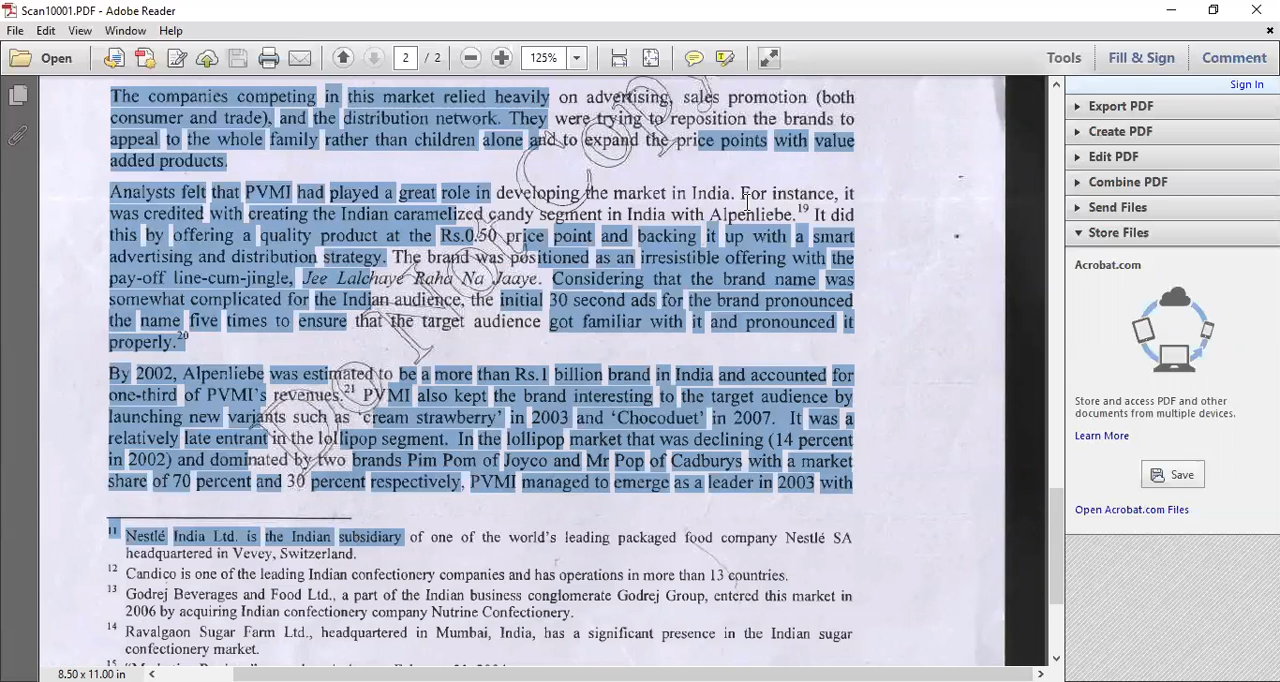 Scan10001.PDF - Adobe Reader
File Edit View Window Help
Open 2 / 2 125% Tools Fill & Sign Comment
The companies competing in this market relied heavily on advertising, sales promotion (both
consumer and trade), and the distribution network. They were trying to reposition the brands to
appeal to the whole family rather than children alone and to expand the price points with value
added products.
Analysts felt that PVMI had played a great role in developing the market in India. For instance, it
was credited with creating the Indian caramelized candy segment in India with Alpenliebe.19 It did
this by offering a quality product at the Rs.0.50 price point and backing it up with a smart
advertising and distribution strategy. The brand was positioned as an irresistible offering with the
pay-off line-cum-jingle, Jee Lalchaye Raha Na Jaaye. Considering that the brand name was
somewhat complicated for the Indian audience, the initial 30 second ads for the brand pronounced
the name five times to ensure that the target audience got familiar with it and pronounced it
properly.20
By 2002, Alpenliebe was estimated to be a more than Rs.1 billion brand in India and accounted for
one-third of PVMI's revenues.21 PVMI also kept the brand interesting to the target audience by
launching new variants such as 'cream strawberry' in 2003 and 'Chocoduet' in 2007. It was a
relatively late entrant in the lollipop segment. In the lollipop market that was declining (14 percent
in 2002) and dominated by two brands Pim Pom of Joyco and Mr Pop of Cadburys with a market
share of 70 percent and 30 percent respectively, PVMI managed to emerge as a leader in 2003 with
11 Nestlé India Ltd. is the Indian subsidiary of one of the world's leading packaged food company Nestlé SA
headquartered in Vevey, Switzerland.
12 Candico is one of the leading Indian confectionery companies and has operations in more than 13 countries.
13 Godrej Beverages and Food Ltd., a part of the Indian business conglomerate Godrej Group, entered this market in
2006 by acquiring Indian confectionery company Nutrine Confectionery.
14 Ravalgaon Sugar Farm Ltd., headquartered in Mumbai, India, has a significant presence in the Indian sugar
confectionery market.
8.50 x 11.00 in
Sign In
Export PDF
Create PDF
Edit PDF
Combine PDF
Send Files
Store Files
Acrobat.com
Store and access PDF and other
documents from multiple devices.
Learn More
Save
Open Acrobat.com Files